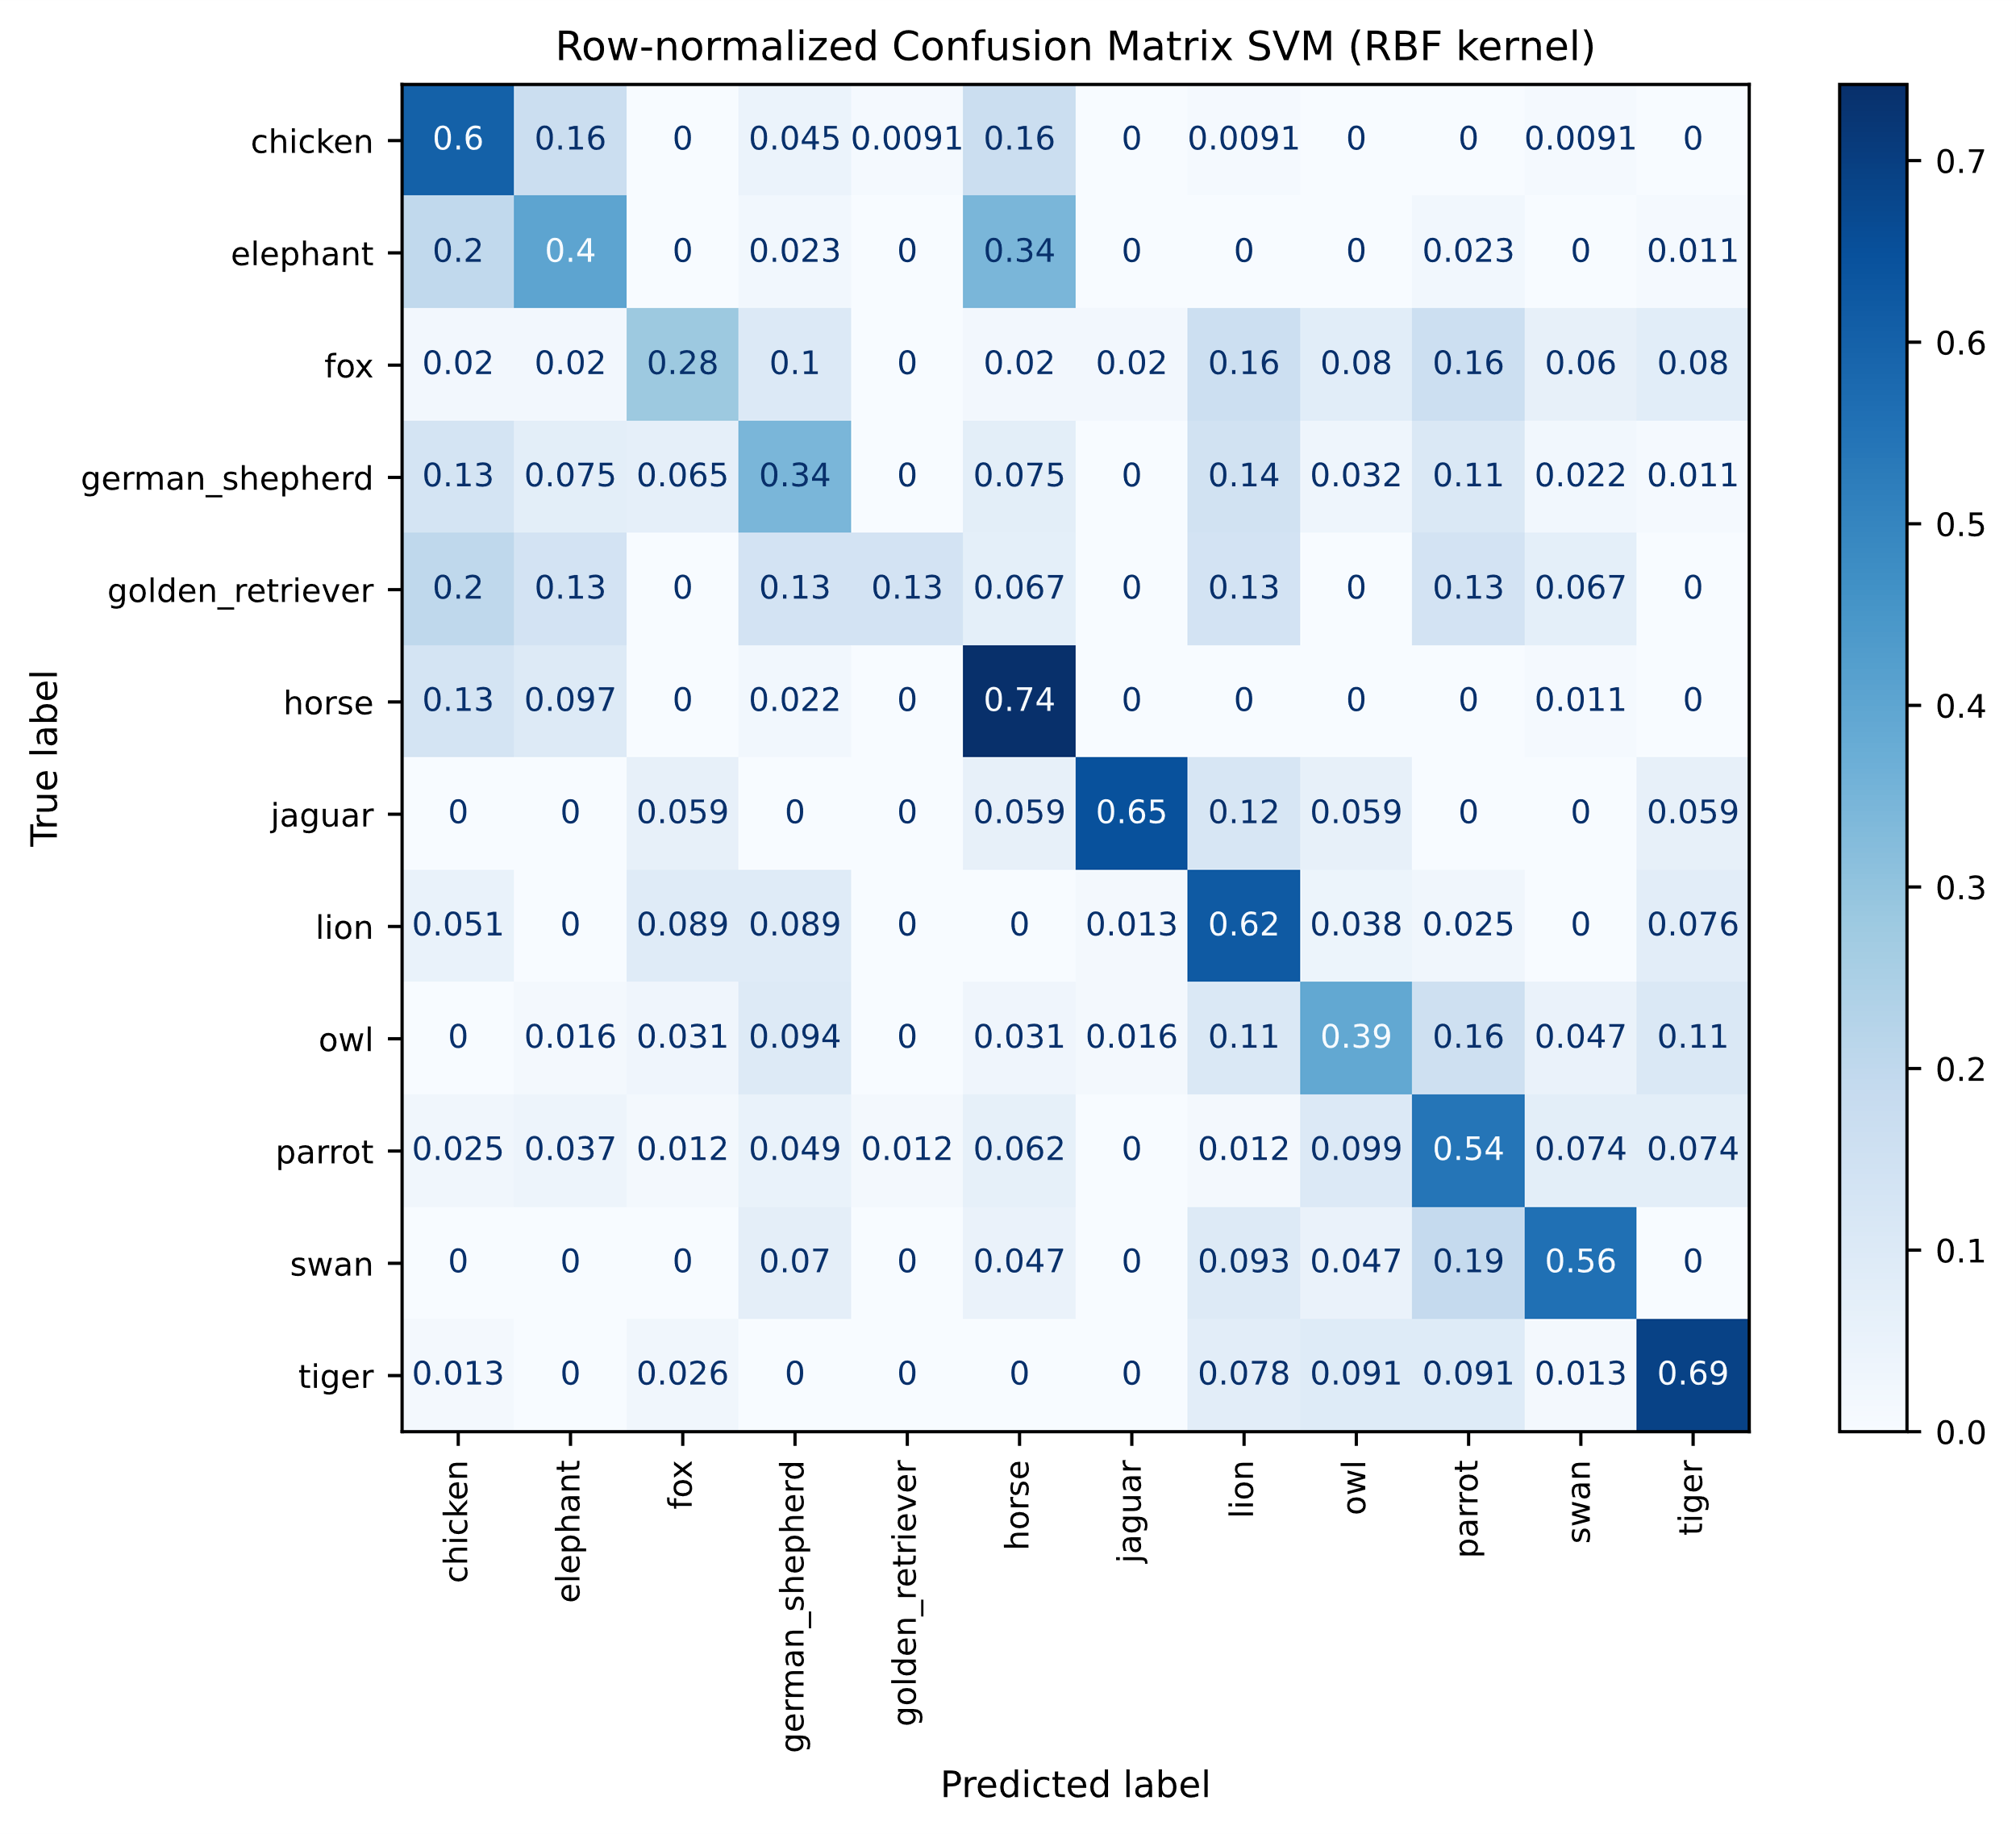 Row-normalized Confusion Matrix SVM (RBF kernel)
chicken 0.6 0.16 0 0.045 0.0091 0.16 0 0.0091 0 0 0.0091 0
elephant 0.2 0.4 0 0.023 0 0.34 0 0 0 0.023 0 0.011
fox 0.02 0.02 0.28 0.1 0 0.02 0.02 0.16 0.08 0.16 0.06 0.08
german_shepherd 0.13 0.075 0.065 0.34 0 0.075 0 0.14 0.032 0.11 0.022 0.011
golden_retriever 0.2 0.13 0 0.13 0.13 0.067 0 0.13 0 0.13 0.067 0
horse 0.13 0.097 0 0.022 0 0.74 0 0 0 0 0.011 0
jaguar 0 0 0.059 0 0 0.059 0.65 0.12 0.059 0 0 0.059
lion 0.051 0 0.089 0.089 0 0 0.013 0.62 0.038 0.025 0 0.076
owl 0 0.016 0.031 0.094 0 0.031 0.016 0.11 0.39 0.16 0.047 0.11
parrot 0.025 0.037 0.012 0.049 0.012 0.062 0 0.012 0.099 0.54 0.074 0.074
swan 0 0 0 0.07 0 0.047 0 0.093 0.047 0.19 0.56 0
tiger 0.013 0 0.026 0 0 0 0 0.078 0.091 0.091 0.013 0.69
True label
chicken
elephant
fox
german_shepherd
golden_retriever
horse
jaguar
lion
owl
parrot
swan
tiger
Predicted label
0.7
0.6
0.5
0.4
0.3
0.2
0.1
0.0